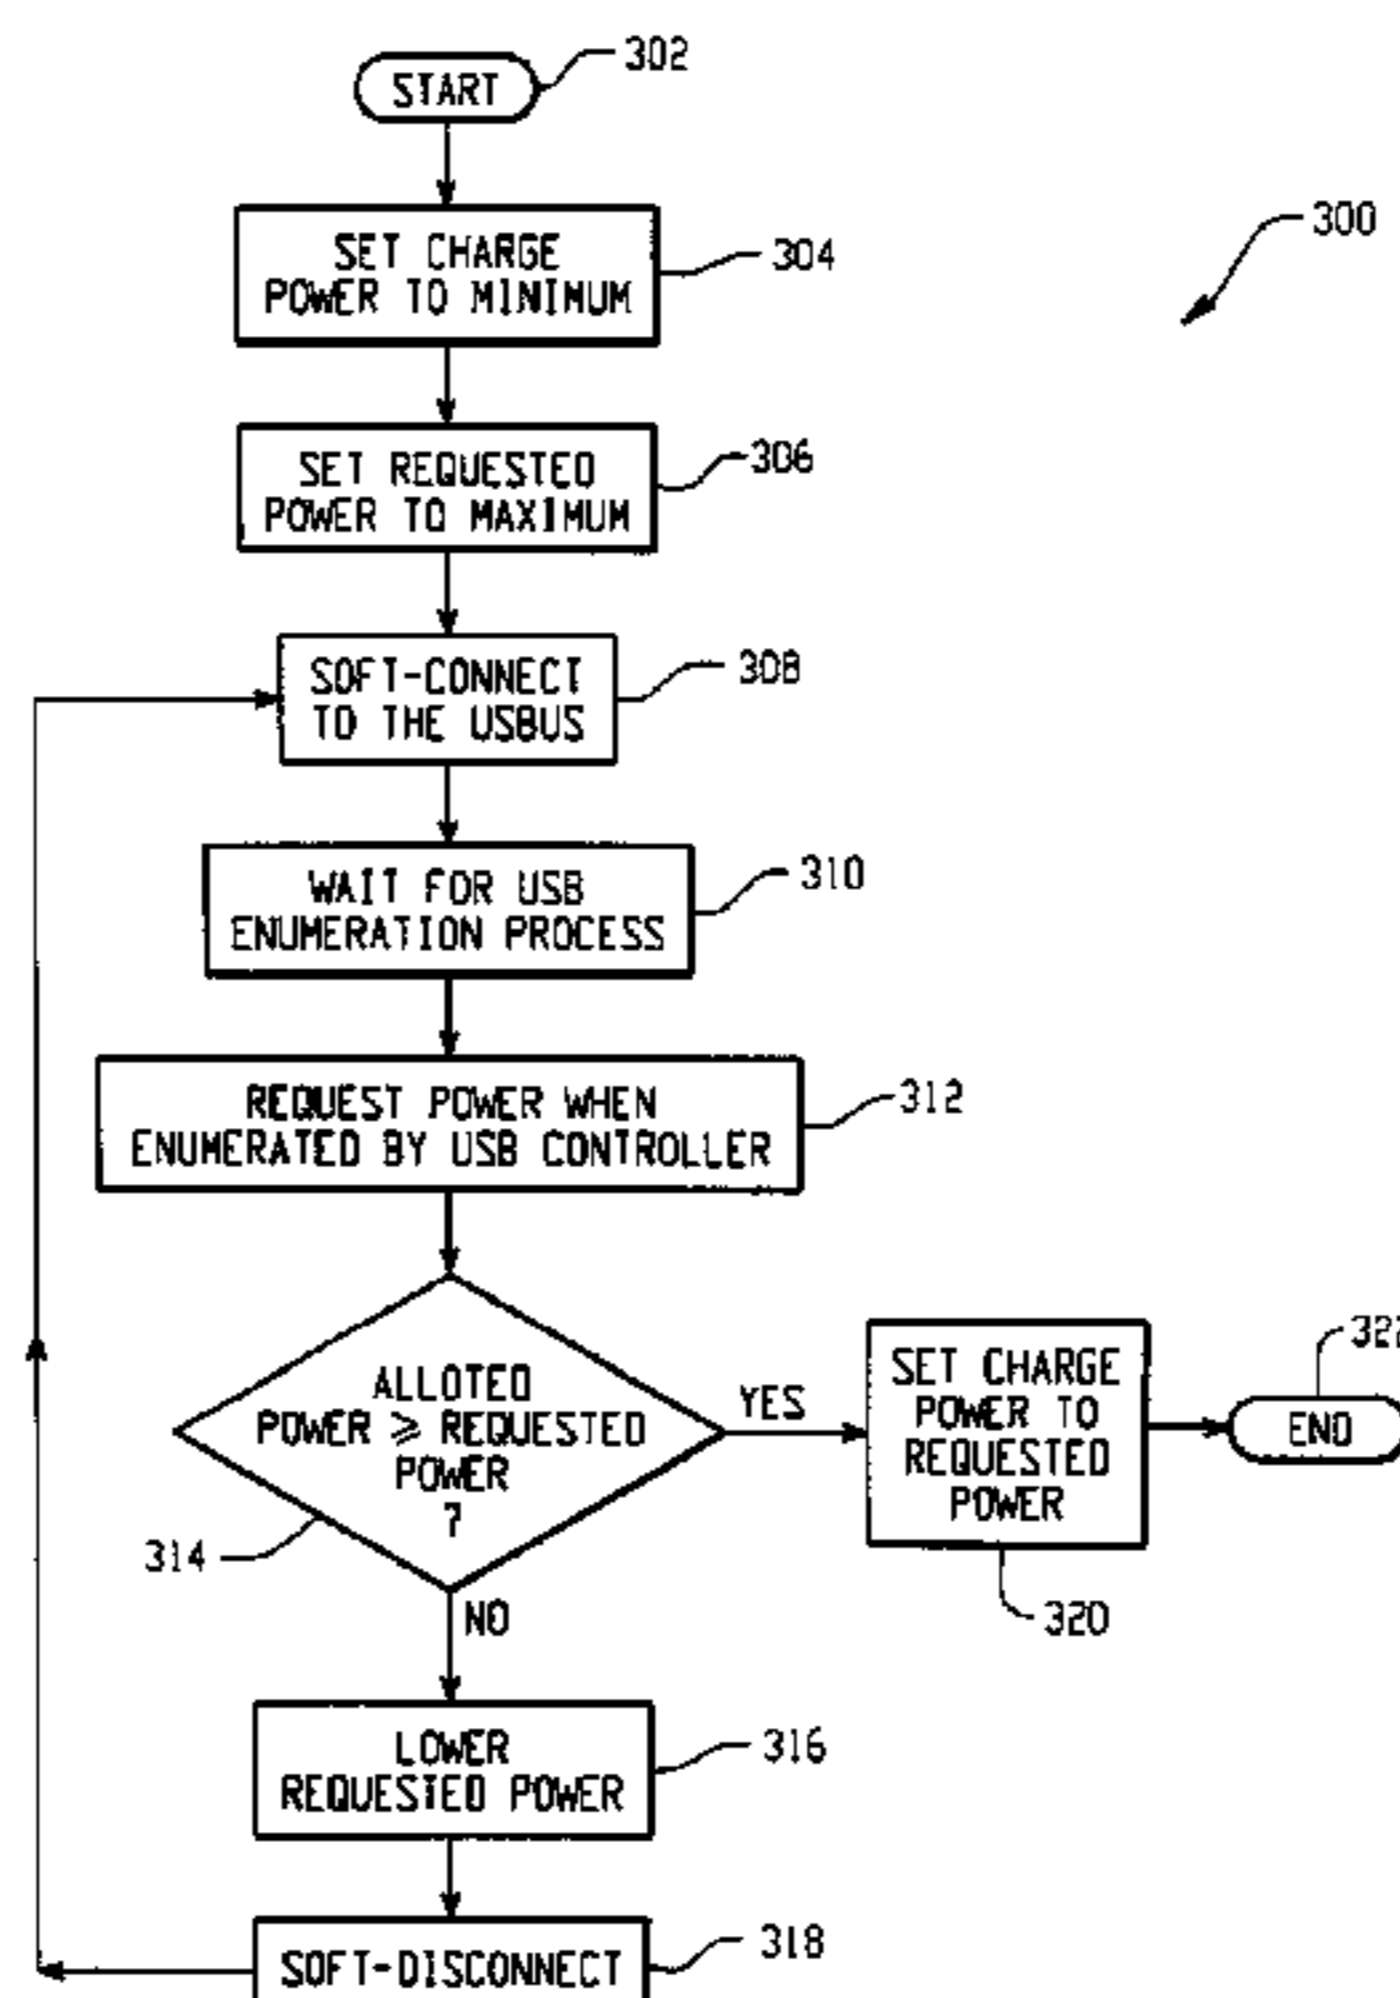 302
START
300
SET CHARGE
POWER TO MINIMUM
304
SET REQUESTED
POWER TO MAXIMUM
306
SOFT-CONNECT
TO THE USBUS
308
WAIT FOR USB
ENUMERATION PROCESS
310
REQUEST POWER WHEN
ENUMERATED BY USB CONTROLLER
312
ALLOTED
POWER ⩾ REQUESTED
POWER
?
314
YES
SET CHARGE
POWER TO
REQUESTED
POWER
320
END
NO
LOWER
REQUESTED POWER
316
SOFT-DISCONNECT
318